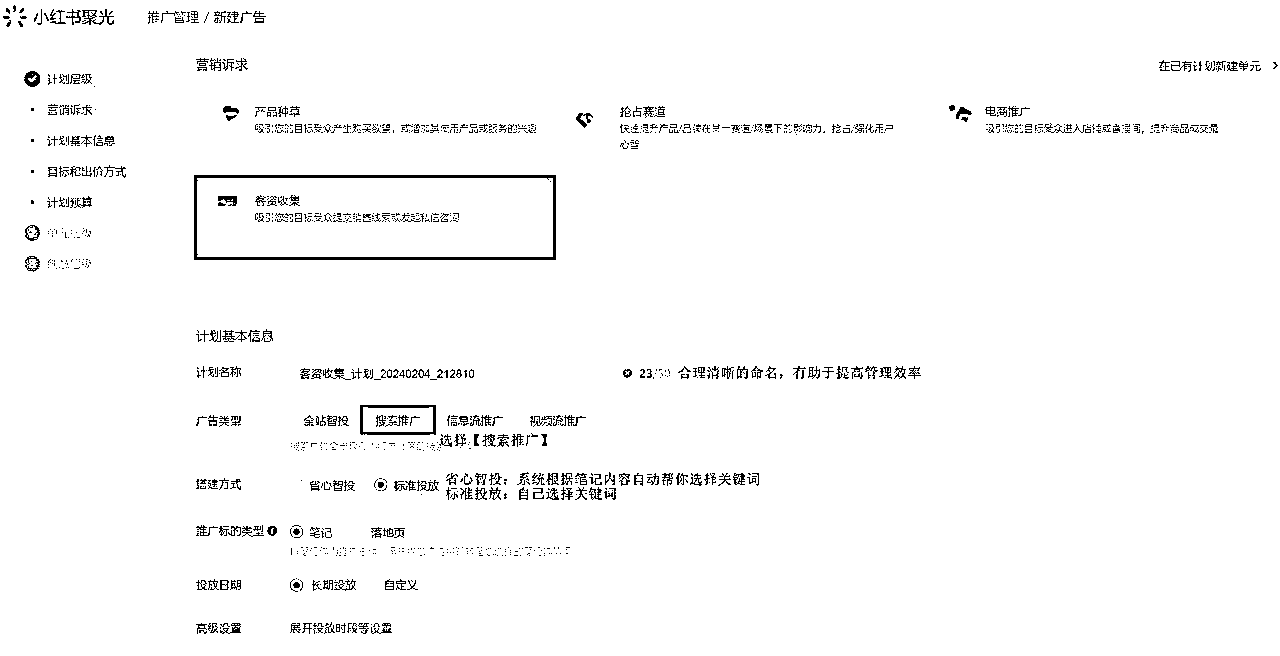 小红书聚光
推广管理 / 新建广告
计划层级
营销诉求
计划基本信息
目标和出价方式
计划预算
营销诉求
在已有计划新建单元 >
产品种草
吸引您的目标受众产生购买欲望，或增加其使用产品或服务的兴趣
抢占赛道
快速提升产品/品牌在某一赛道/场景下的影响力，抢占/强化用户
心智
电商推广
吸引您的目标受众进入店铺或直播间，提升商品成交量
客资收集
吸引您的目标受众提交销售线索或发起私信咨询
计划基本信息
计划名称
客资收集_计划_20240204_212810
23/50 合理清晰的命名，有助于提高管理效率
广告类型
全站智投 搜索推广 信息流推广 视频流推广
选择【搜索推广】
搭建方式
省心智投 标准投放
省心智投：系统根据笔记内容自动帮你选择关键词
标准投放：自己选择关键词
推广标的类型
笔记 落地页
投放日期
长期投放 自定义
高级设置
展开投放时段等设置